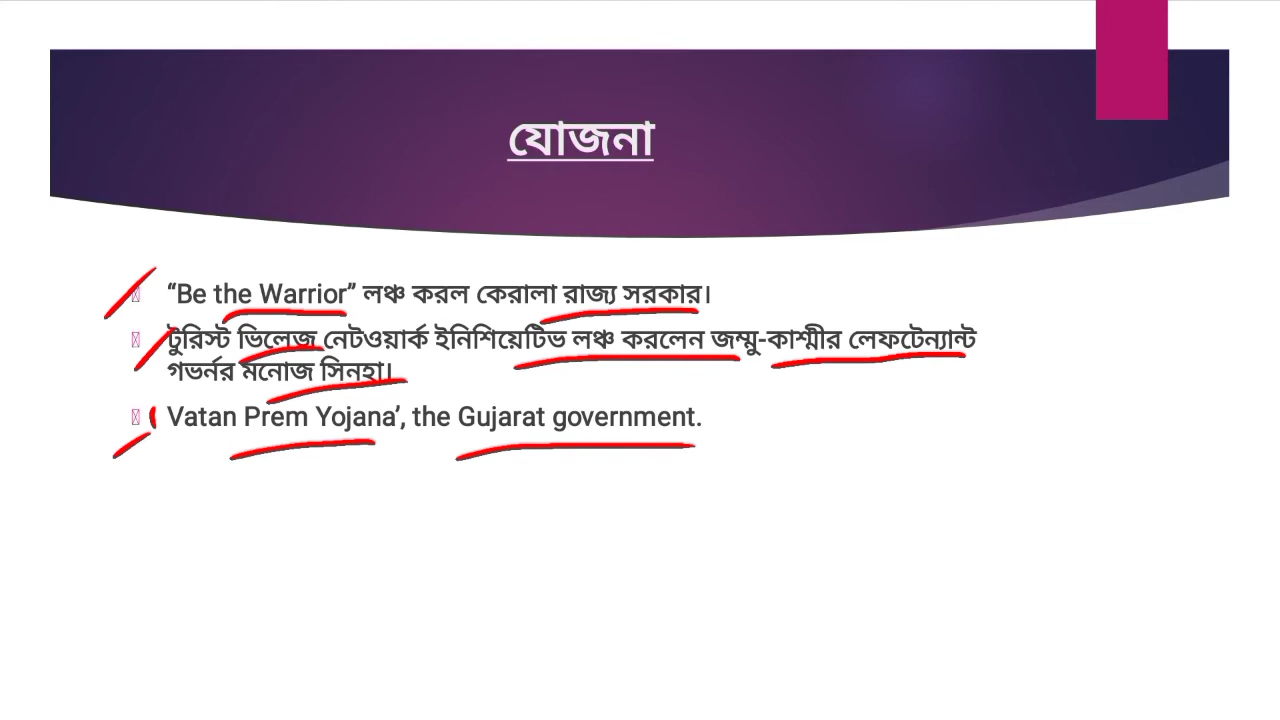 যোজনা
“Be the Warrior” লঞ্চ করল কেরালা রাজ্য সরকার।
টুরিস্ট ভিলেজ নেটওয়ার্ক ইনিশিয়েটিভ লঞ্চ করলেন জম্মু-কাশ্মীর লেফটেন্যান্ট
গভর্নর মনোজ সিনহা।
Vatan Prem Yojana’, the Gujarat government.